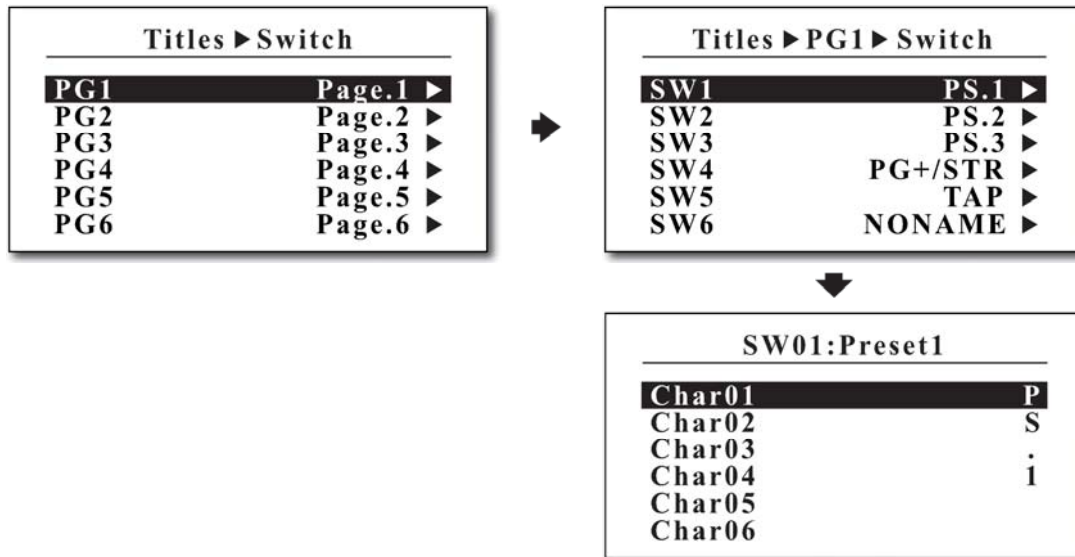 Titles ▶ Switch
PG1 Page.1 ▶
PG2 Page.2 ▶
PG3 Page.3 ▶
PG4 Page.4 ▶
PG5 Page.5 ▶
PG6 Page.6 ▶
Titles ▶ PG1 ▶ Switch
SW1 PS.1 ▶
SW2 PS.2 ▶
SW3 PS.3 ▶
SW4 PG+/STR ▶
SW5 TAP ▶
SW6 NONAME ▶
SW01:Preset1
Char01 P
Char02 S
Char03 .
Char04 1
Char05
Char06